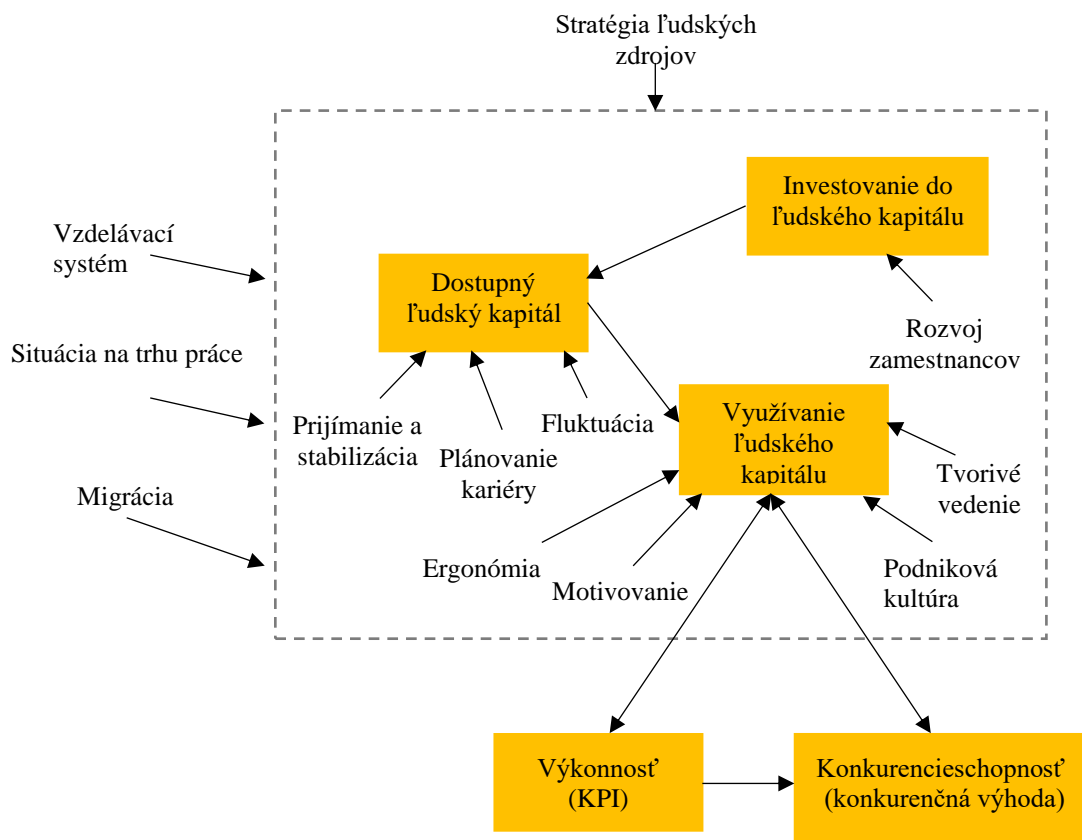 Stratégia ľudských
zdrojov
Investovanie do
ľudského kapitálu
Vzdelávací
systém
Dostupný
ľudský kapitál
Rozvoj
zamestnancov
Situácia na trhu práce
Prijímanie a
stabilizácia
Plánovanie
kariéry
Fluktuácia
Využívanie
ľudského
kapitálu
Tvorivé
vedenie
Migrácia
Ergonómia
Motivovanie
Podniková
kultúra
Výkonnosť
(KPI)
Konkurencieschopnosť
(konkurenčná výhoda)